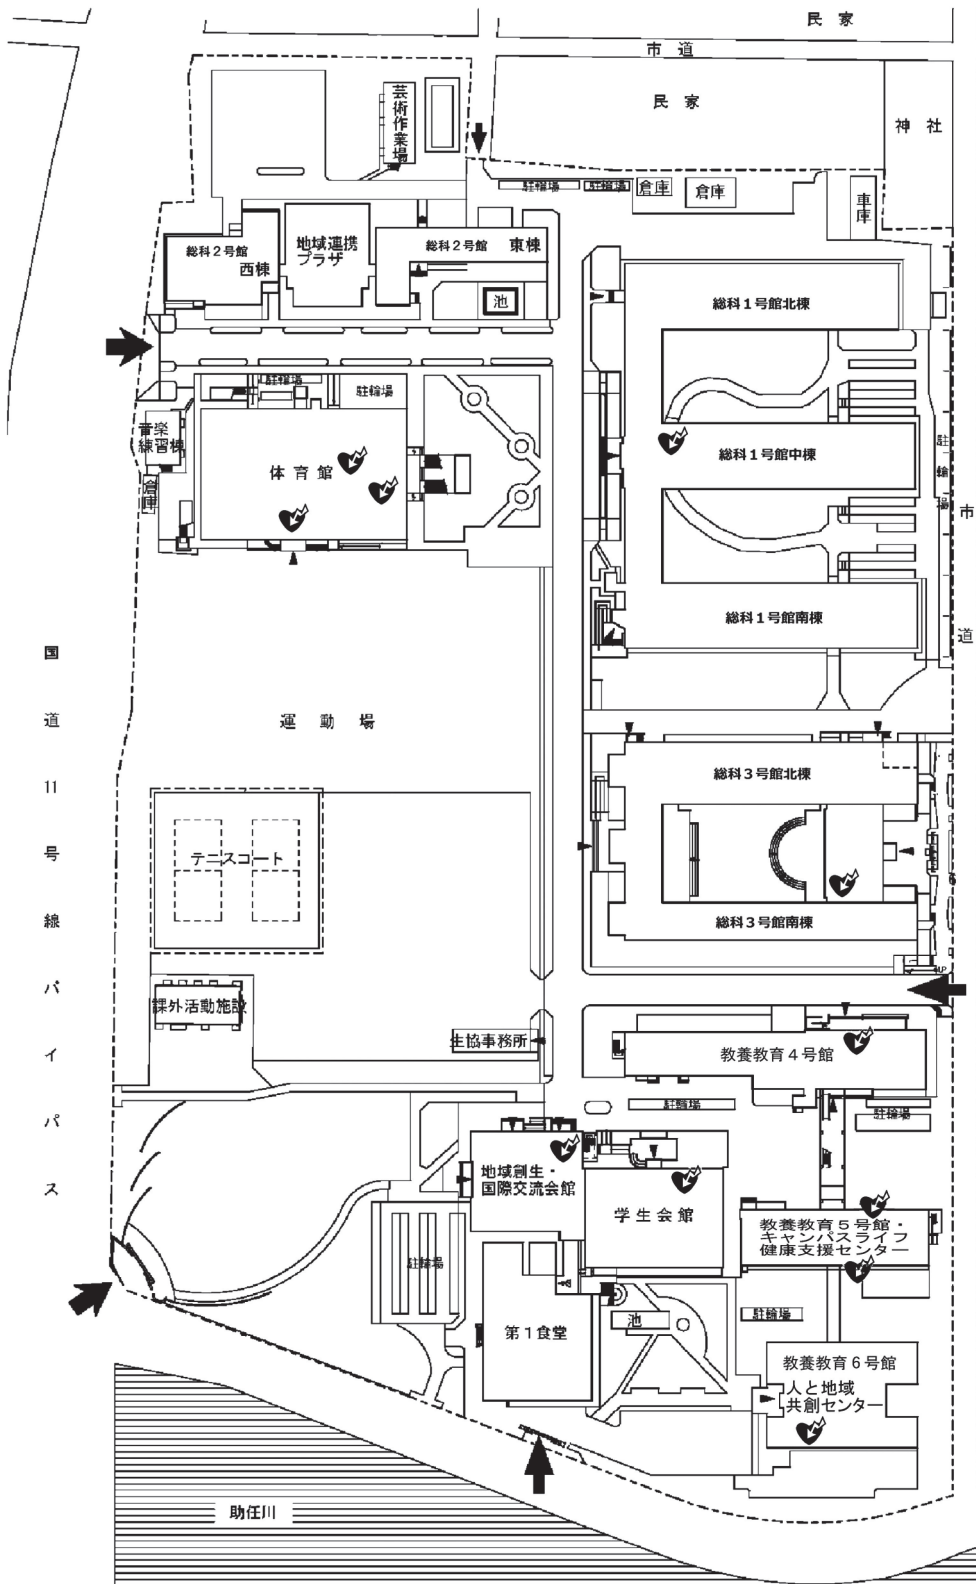 民 家
市 道
民 家
神 社
芸術作業場
駐輪場
駐輪場
倉庫
倉庫
車庫
総科2号館
西棟
地域連携
プラザ
総科2号館 東棟
池
総科1号館北棟
駐輪場
駐輪場
音楽
練習棟
倉庫
体 育 館
総科1号館中棟
駐輪場
市 道
総科1号館南棟
国 道 11 号 線 バ イ パ ス
運 動 場
総科3号館北棟
テニスコート
総科3号館南棟
UP
課外活動施設
生協事務所
教養教育4号館
駐輪場
駐輪場
地域創生・
国際交流会館
学 生 会 館
教養教育5号館・
キャンパスライフ
健康支援センター
駐輪場
第1食堂
池
駐輪場
教養教育6号館
人と地域
共創センター
助任川